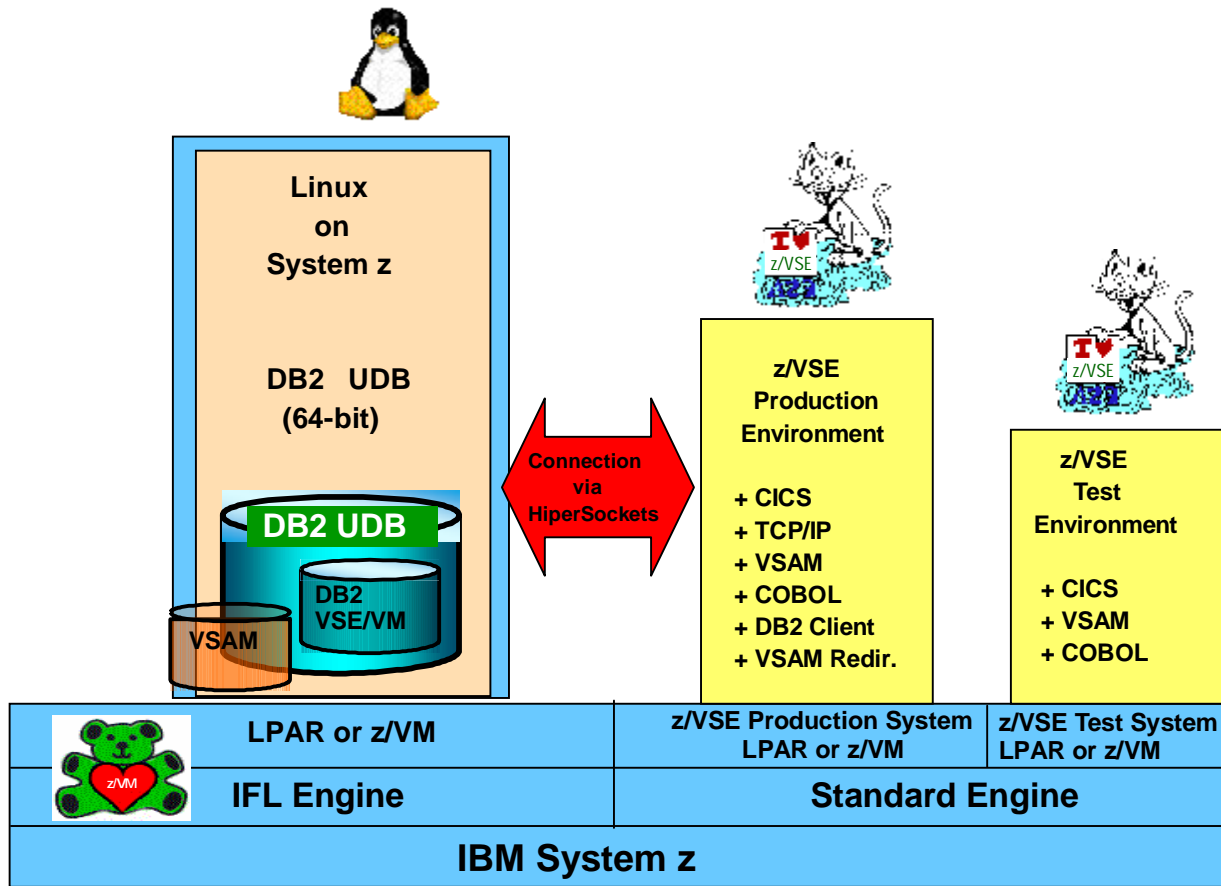 Linux
on
System z
DB2 UDB
(64-bit)
DB2 UDB
DB2
VSE/VM
VSAM
Connection
via
HiperSockets
I ♥
z/VSE
z/VSE
Production
Environment
+ CICS
+ TCP/IP
+ VSAM
+ COBOL
+ DB2 Client
+ VSAM Redir.
I ♥
z/VSE
z/VSE
Test
Environment
+ CICS
+ VSAM
+ COBOL
z/VM
LPAR or z/VM
z/VSE Production System
LPAR or z/VM
z/VSE Test System
LPAR or z/VM
IFL Engine
Standard Engine
IBM System z